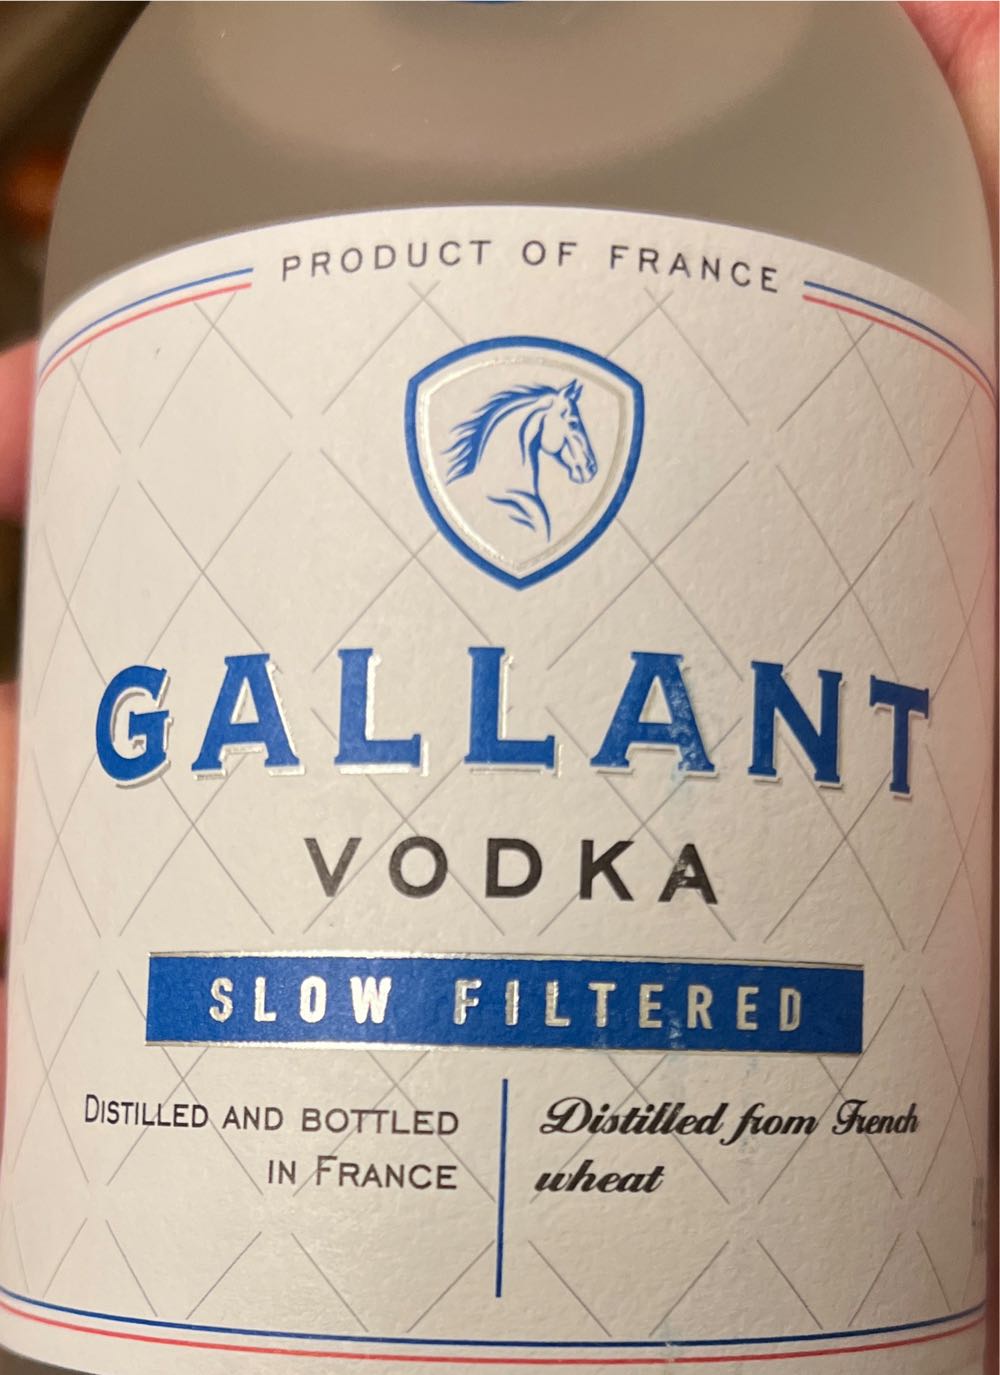 PRODUCT OF FRANCE
GALLANT
VODKA
SLOW FILTERED
DISTILLED AND BOTTLED
IN FRANCE
Distilled from French
wheat